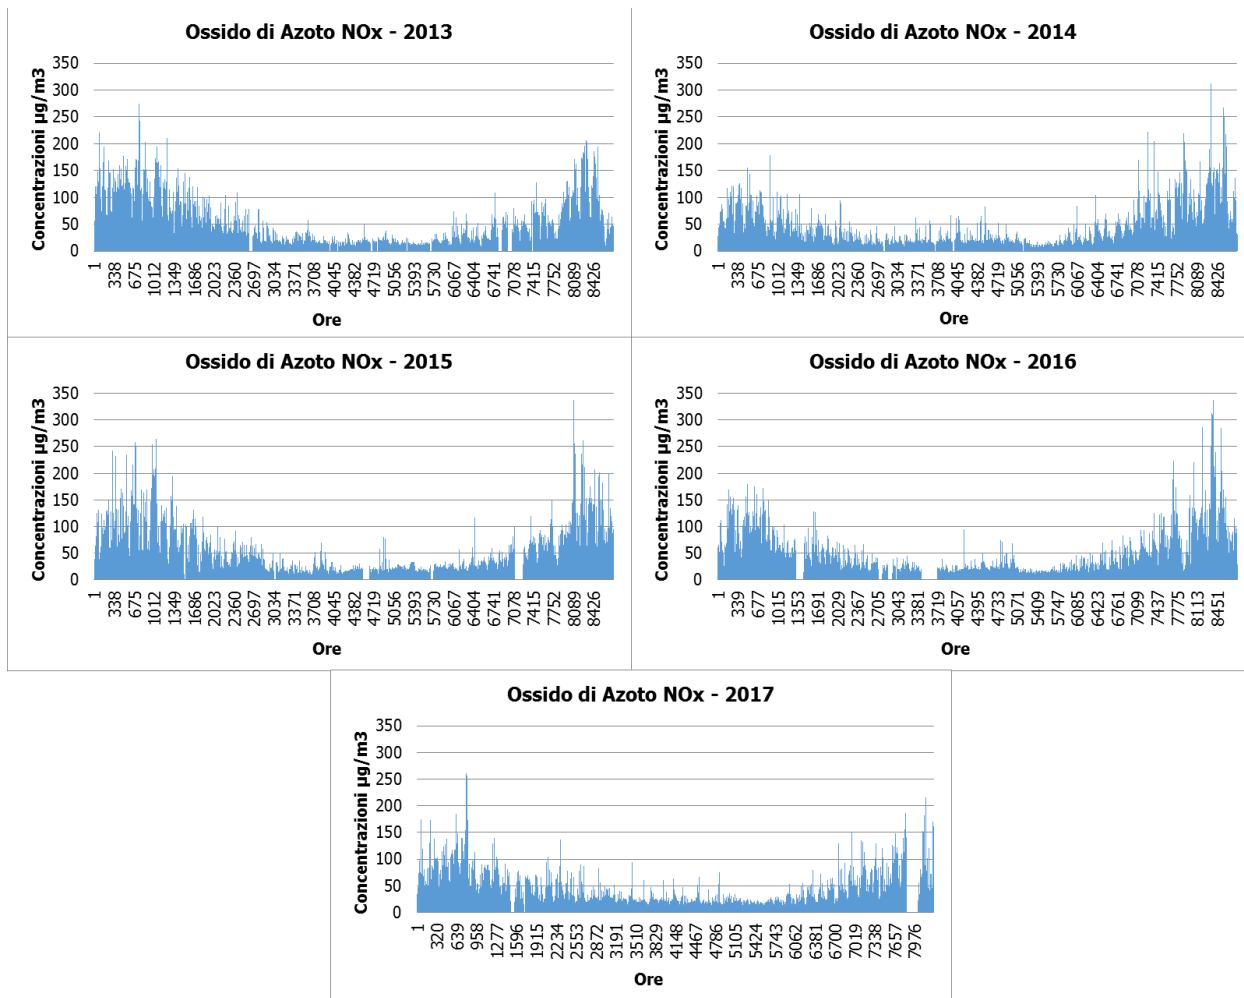 Ossido di Azoto NOx - 2013
Concentrazioni µg/m3
350
300
250
200
150
100
50
0
1 338 675 1012 1349 1686 2023 2360 2697 3034 3371 3708 4045 4382 4719 5056 5393 5730 6067 6404 6741 7078 7415 7752 8089 8426
Ore
Ossido di Azoto NOx - 2014
Concentrazioni µg/m3
350
300
250
200
150
100
50
0
1 338 675 1012 1349 1686 2023 2360 2697 3034 3371 3708 4045 4382 4719 5056 5393 5730 6067 6404 6741 7078 7415 7752 8089 8426
Ore
Ossido di Azoto NOx - 2015
Concentrazioni µg/m3
350
300
250
200
150
100
50
0
1 338 675 1012 1349 1686 2023 2360 2697 3034 3371 3708 4045 4382 4719 5056 5393 5730 6067 6404 6741 7078 7415 7752 8089 8426
Ore
Ossido di Azoto NOx - 2016
Concentrazioni µg/m3
350
300
250
200
150
100
50
0
1 339 677 1015 1353 1691 2029 2367 2705 3043 3381 3719 4057 4395 4733 5071 5409 5747 6085 6423 6761 7099 7437 7775 8113 8451
Ore
Ossido di Azoto NOx - 2017
Concentrazioni µg/m3
350
300
250
200
150
100
50
0
1 320 639 958 1277 1596 1915 2234 2553 2872 3191 3510 3829 4148 4467 4786 5105 5424 5743 6062 6381 6700 7019 7338 7657 7976
Ore